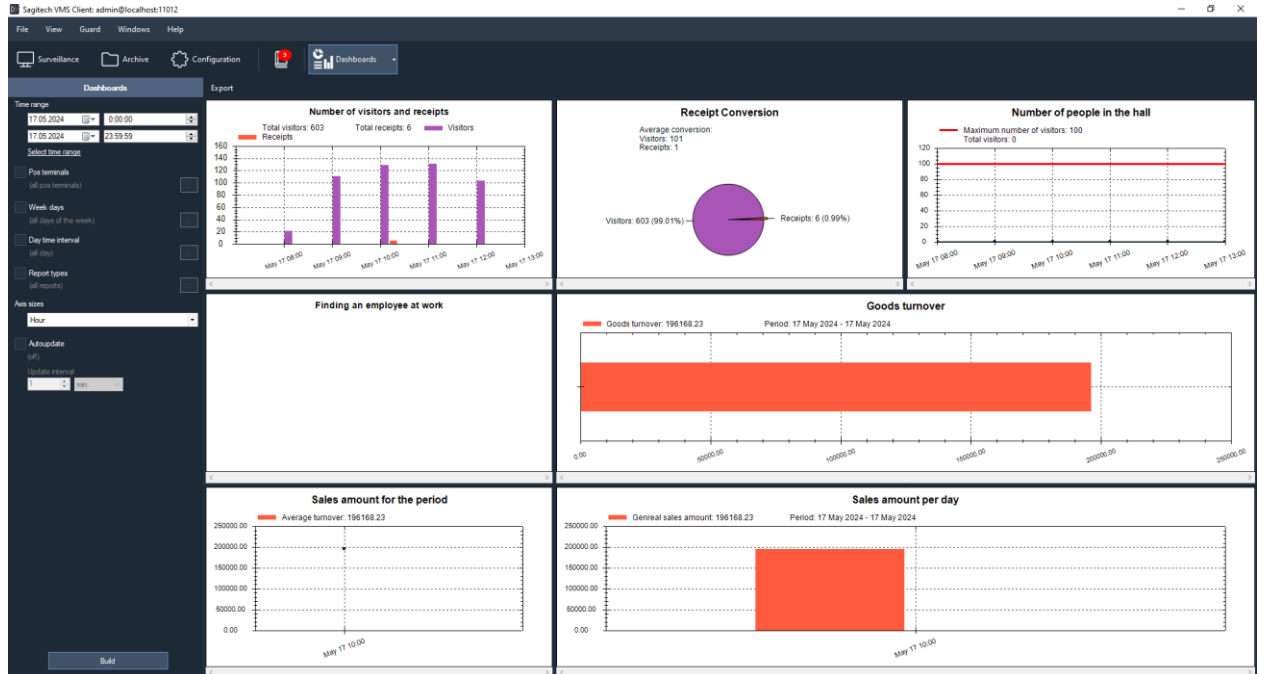 Sagitech VMS Client: admin@localhost:11012
File View Guard Windows Help
Surveillance Archive Configuration 3 Dashboards
Dashboards
Export
Time range
17.05.2024 0:00:00
17.05.2024 23:59:59
Select time range
Pos terminals
(all pos terminals)
...
Week days
(all days of the week)
...
Day time interval
(all day)
...
Report types
(all reports)
...
Axis sizes
Hour
Autoupdate
(off)
Update interval
1 min.
Build
Number of visitors and receipts
Total visitors: 603 Total receipts: 6 Visitors
Receipts
160
140
120
100
80
60
40
20
0
May 17 08:00 May 17 09:00 May 17 10:00 May 17 11:00 May 17 12:00 May 17 13:00
Receipt Conversion
Average conversion:
Visitors: 101
Receipts: 1
Visitors: 603 (99.01%) Receipts: 6 (0.99%)
Number of people in the hall
Maximum number of visitors: 100
Total visitors: 0
120
100
80
60
40
20
0
May 17 08:00 May 17 09:00 May 17 10:00 May 17 11:00 May 17 12:00 May 17 13:00
Finding an employee at work
Goods turnover
Goods turnover: 196168.23 Period: 17 May 2024 - 17 May 2024
0.00 50000.00 100000.00 150000.00 200000.00 250000.00
Sales amount for the period
Average turnover: 196168.23
250000.00
200000.00
150000.00
100000.00
50000.00
0.00
May 17 10:00
Sales amount per day
Genreal sales amount: 196168.23 Period: 17 May 2024 - 17 May 2024
250000.00
200000.00
150000.00
100000.00
50000.00
0.00
May 17 10:00